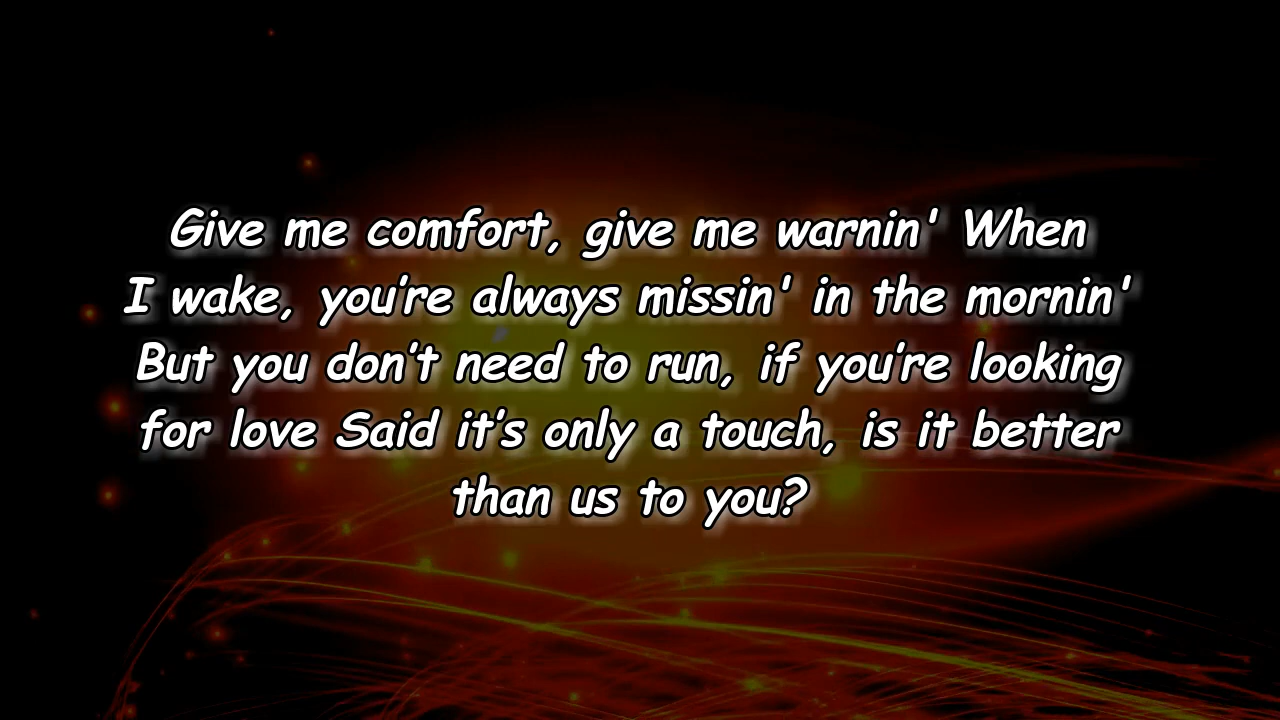 Give me comfort, give me warnin' When
I wake, you’re always missin' in the mornin'
But you don’t need to run, if you’re looking
for love Said it’s only a touch, is it better
than us to you?